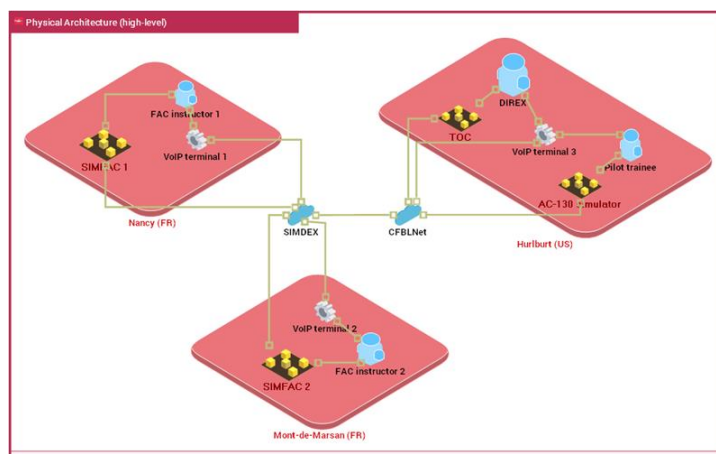 Physical Architecture (high-level)
FAC instructor 1
SIMFAC 1
VoIP terminal 1
Nancy (FR)
DIREX
TOC
VoIP terminal 3
Pilot trainee
AC-130 simulator
Hurlburt (US)
SIMDEX
CFBLNet
VoIP terminal 2
SIMFAC 2
FAC instructor 2
Mont-de-Marsan (FR)